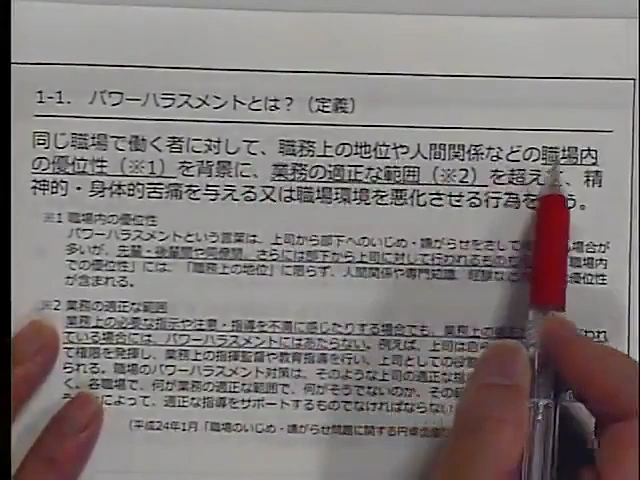 1-1. パワーハラスメントとは?(定義)
同じ職場で働く者に対して、職務上の地位や人間関係などの職場内
の優位性(※1)を背景に、業務の適正な範囲(※2)を超えて、精
神的・身体的苦痛を与える又は職場環境を悪化させる行為を う。
※1 職場内の優位性
パワーハラスメントという言葉は、上司から部下へのいじめ・嫌がらせをさして 場合が
多いが、先輩・後輩間や同僚間、さらには部下から上司に対して行われるもの 職場内
での優位性」には、「職務上の地位」に限らず、人間関係や専門知識、経験など 優位性
が含まれる。
※2 業務の適正な範囲
業務上の必要な指示や注意・指導を不満に感じたりする場合でも、業務上の われ
ている場合には、パワーハラスメントにはあたらない。例えば、上司は自
て権限を発揮し、業務上の指揮監督や教育指導を行い、上司としての役
られる。職場のパワーハラスメント対策は、そのような上司の適正な指
く、各職場で、何が業務の適正な範囲で、何がそうでないのか、その
によって、適正な指導をサポートするものでなければならない
(平成24年1月「職場のいじめ・嫌がらせ問題に関する円卓会議